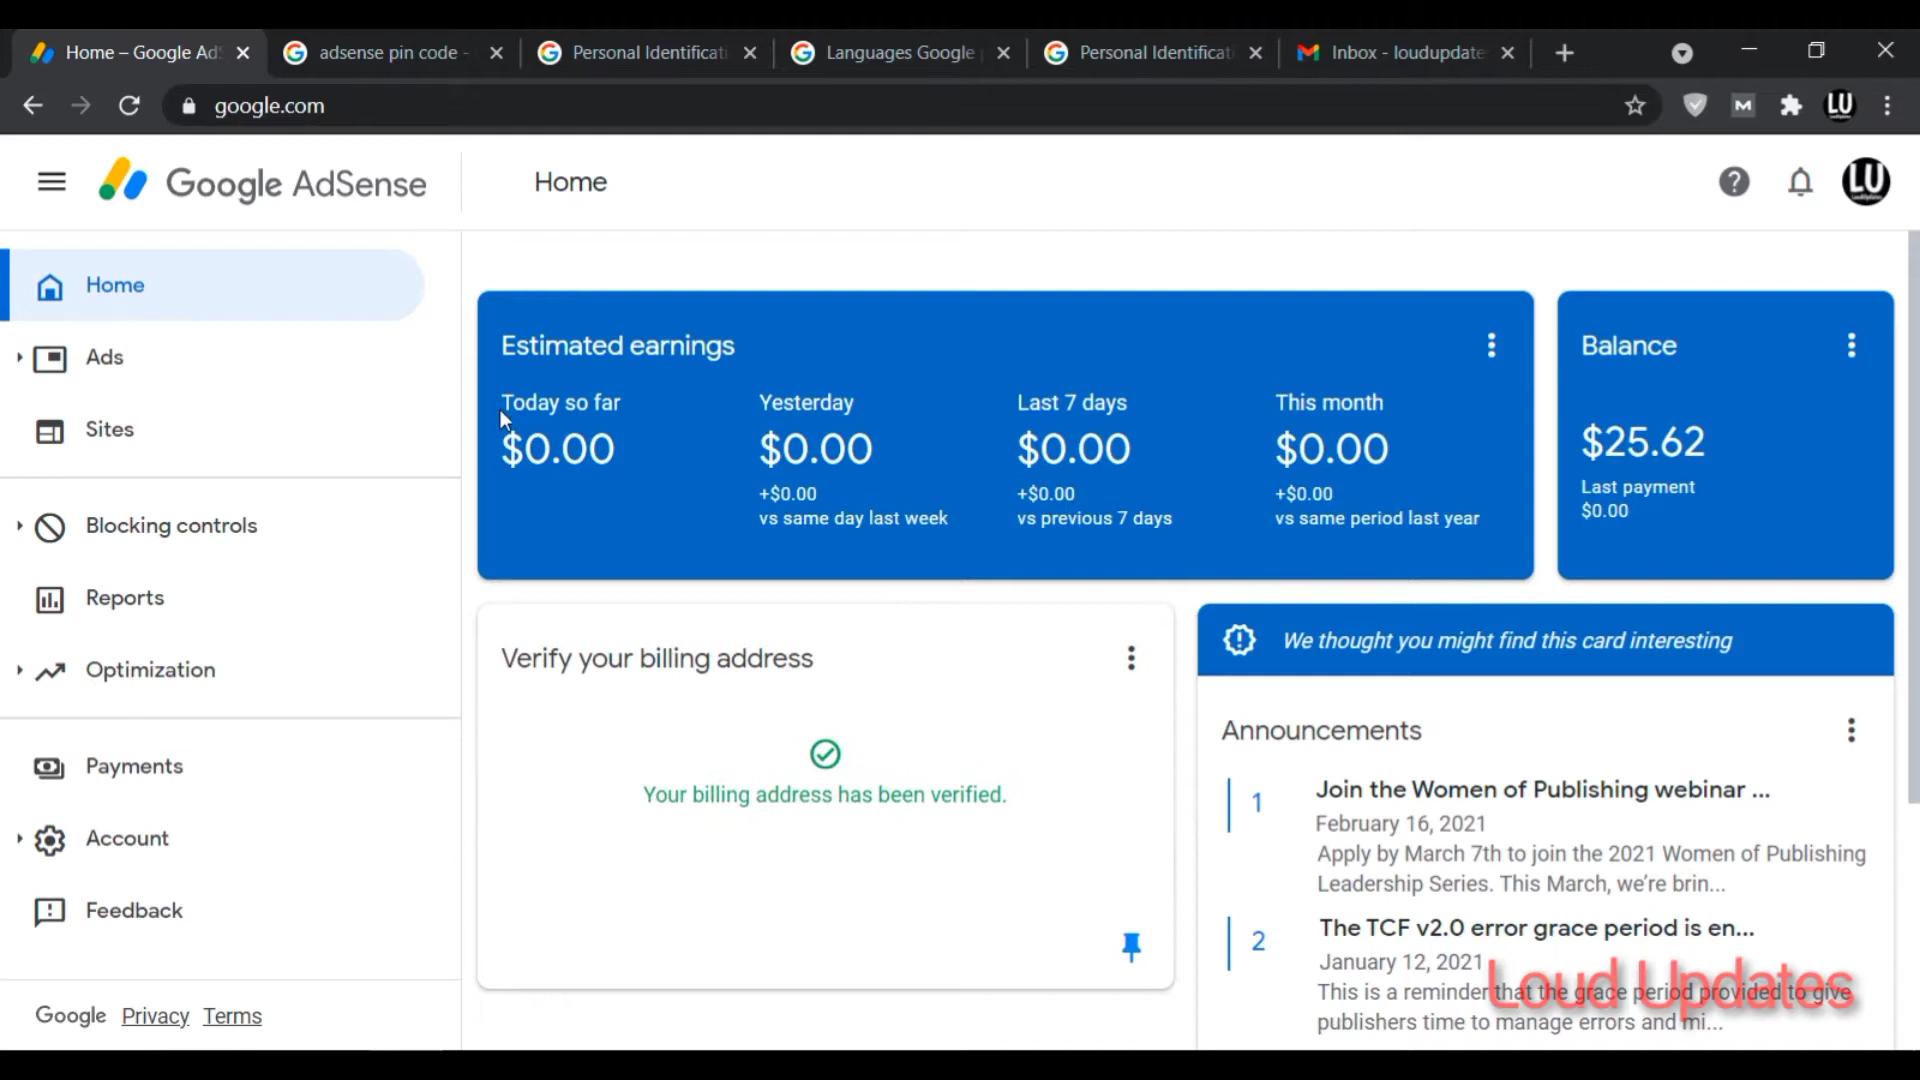 Home – Google Ad
adsense pin code -
Personal Identificati
Languages Google
Personal Identificati
Inbox - loudupdate
google.com
LU
Google AdSense
Home
LU
Home
Ads
Sites
Blocking controls
Reports
Optimization
Payments
Account
Feedback
Google Privacy Terms
Estimated earnings
Today so far
$0.00
Yesterday
$0.00
+$0.00
vs same day last week
Last 7 days
$0.00
+$0.00
vs previous 7 days
This month
$0.00
+$0.00
vs same period last year
Balance
$25.62
Last payment
$0.00
Verify your billing address
Your billing address has been verified.
We thought you might find this card interesting
Announcements
1
Join the Women of Publishing webinar ...
February 16, 2021
Apply by March 7th to join the 2021 Women of Publishing
Leadership Series. This March, we're brin...
2
The TCF v2.0 error grace period is en...
January 12, 2021
This is a reminder that the grace period provided to give
publishers time to manage errors and mi...
Loud Updates